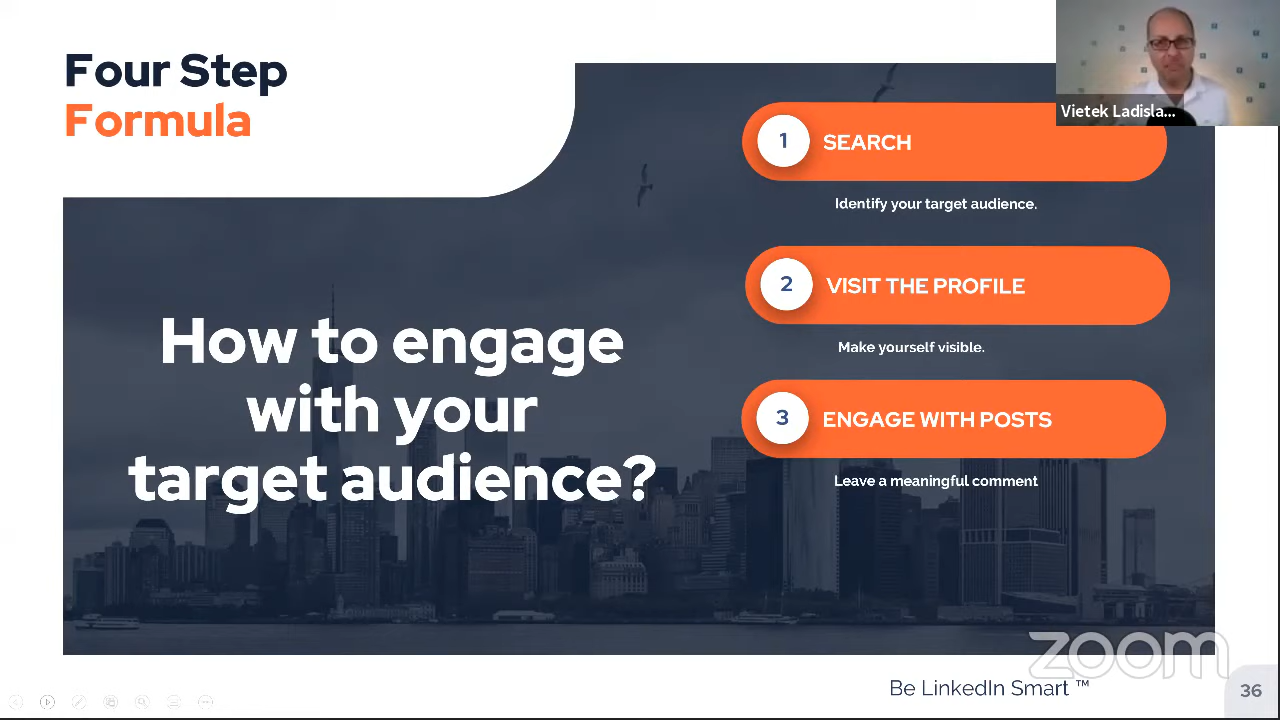 Four Step
Formula
Vietek Ladisla...
1
SEARCH
Identify your target audience.
2
VISIT THE PROFILE
Make yourself visible.
How to engage
with your
target audience?
3
ENGAGE WITH POSTS
Leave a meaningful comment
zoom
Be LinkedIn Smart ™
36